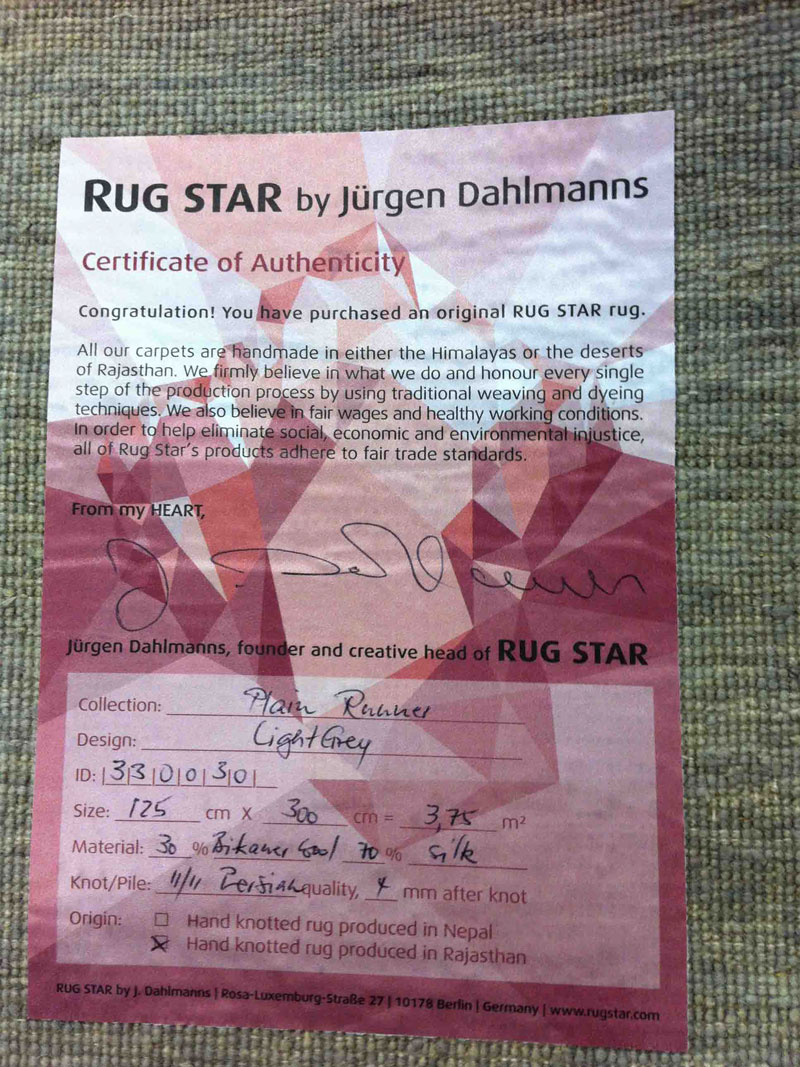 RUG STAR by Jürgen Dahlmanns
Certificate of Authenticity
Congratulation! You have purchased an original RUG STAR rug.
All our carpets are handmade in either the Himalayas or the deserts
of Rajasthan. We firmly believe in what we do and honour every single
step of the production process by using traditional weaving and dyeing
techniques. We also believe in fair wages and healthy working conditions.
In order to help eliminate social, economic and environmental injustice,
all of Rug Star's products adhere to fair trade standards.
From my HEART,
Jürgen Dahlmanns, founder and creative head of RUG STAR
Collection: Plain Runner
Design: Light Grey
ID: |3|3|0|0|3|0|
Size: 125 cm X 300 cm = 3,75 m²
Material: 30 % Bikaner Wool 70 % Silk
Knot/Pile: 11/11 Persian quality, 4 mm after knot
Origin: ☐ Hand knotted rug produced in Nepal
☒ Hand knotted rug produced in Rajasthan
RUG STAR by J. Dahlmanns | Rosa-Luxemburg-Straße 27 | 10178 Berlin | Germany | www.rugstar.com